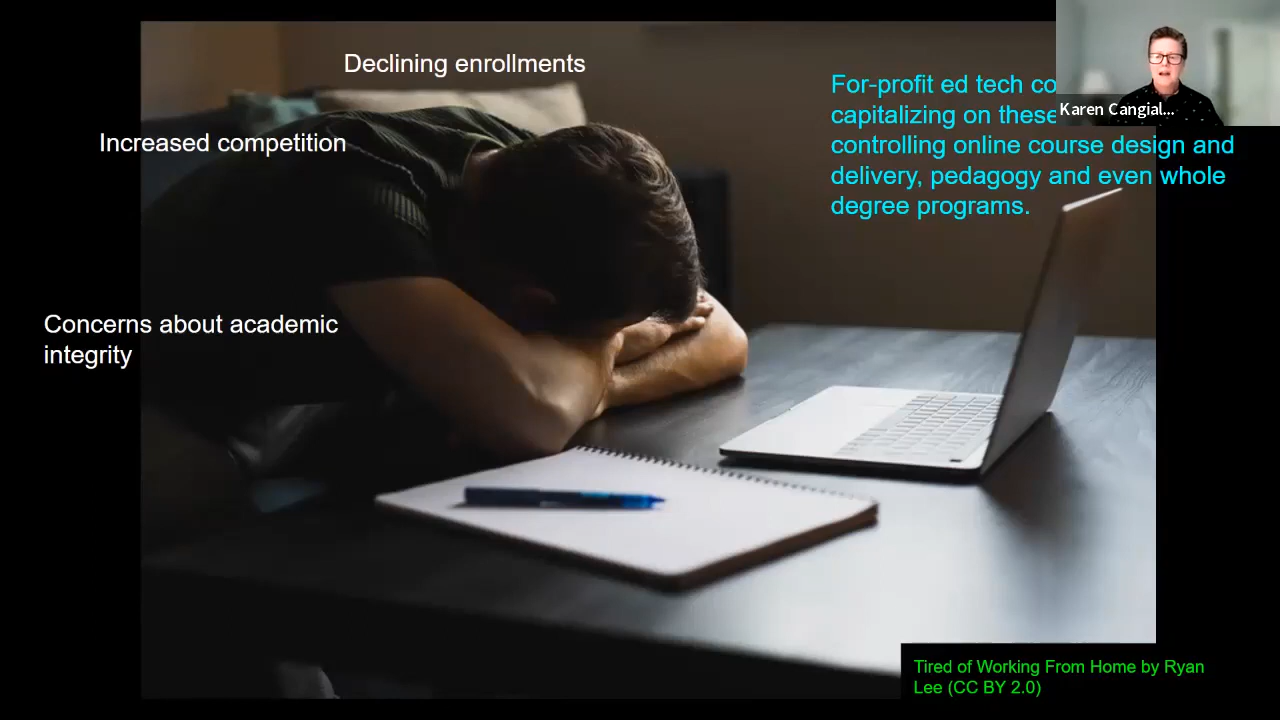 Declining enrollments
Increased competition
Concerns about academic
integrity
For-profit ed tech co
capitalizing on these
controlling online course design and
delivery, pedagogy and even whole
degree programs.
Karen Cangial...
Tired of Working From Home by Ryan
Lee (CC BY 2.0)